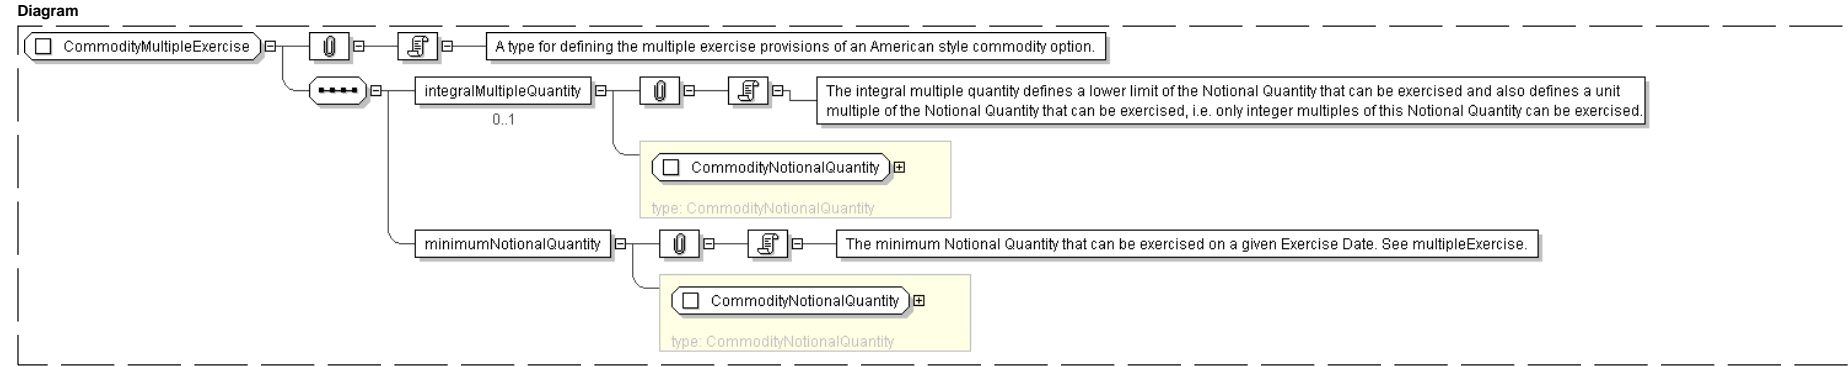 Diagram
CommodityMultipleExercise
A type for defining the multiple exercise provisions of an American style commodity option.
integralMultipleQuantity
0..1
The integral multiple quantity defines a lower limit of the Notional Quantity that can be exercised and also defines a unit
multiple of the Notional Quantity that can be exercised, i.e. only integer multiples of this Notional Quantity can be exercised.
CommodityNotionalQuantity
type: CommodityNotionalQuantity
minimumNotionalQuantity
The minimum Notional Quantity that can be exercised on a given Exercise Date. See multipleExercise.
CommodityNotionalQuantity
type: CommodityNotionalQuantity